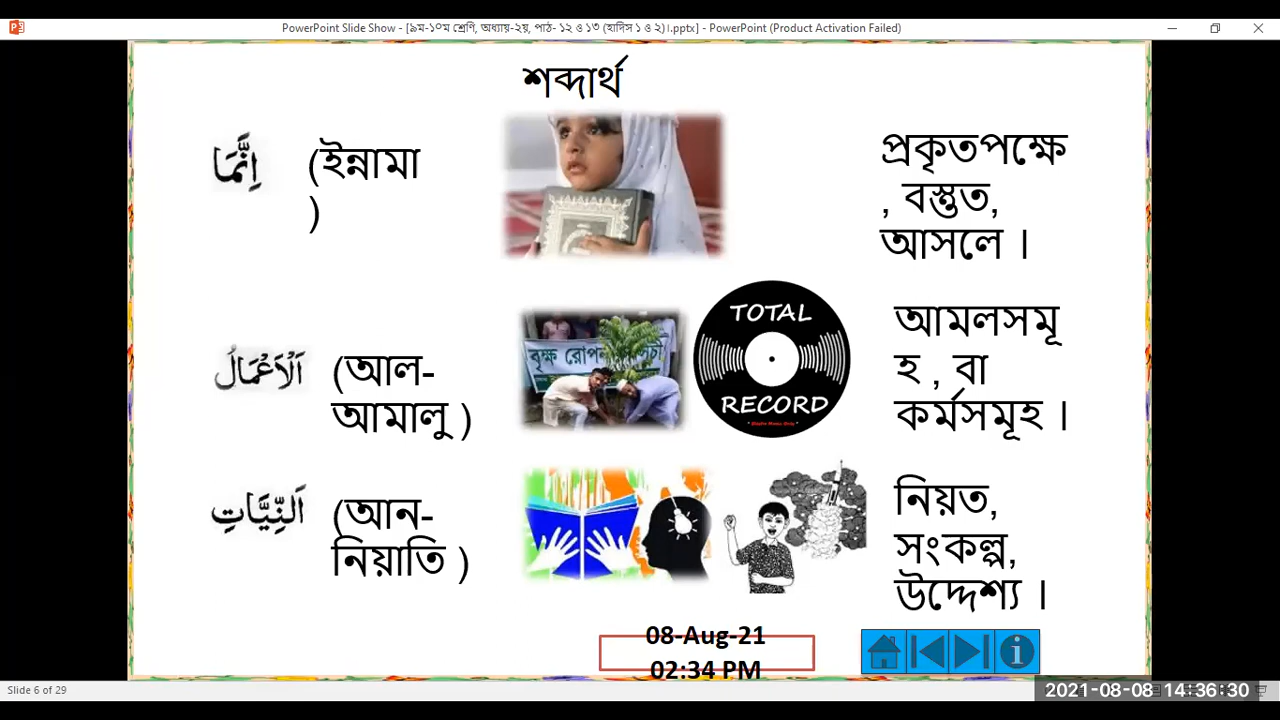 PowerPoint Slide Show - [৯ম-১০ম শ্রেণি, অধ্যায়-২য়, পাঠ- ১২ ও ১৩ (হাদিস ১ ও ২)।.pptx] - PowerPoint (Product Activation Failed)
শব্দার্থ
اِنَّمَا
(ইন্নামা
)
প্রকৃতপক্ষে
, বস্তুত,
আসলে ।
اَلْاَعْمَالُ
(আল-
আমালু )
বৃক্ষ রোপন
TOTAL
RECORD
আমলসমূ
হ , বা
কর্মসমূহ ।
اَلنِّيَّاتِ
(আন-
নিয়াতি )
নিয়ত,
সংকল্প,
উদ্দেশ্য ।
08-Aug-21
02:34 PM
Slide 6 of 29
2021-08-08 14:36:30